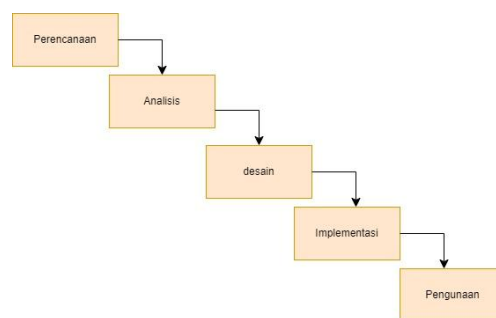 Perencanaan
Analisis
desain
Implementasi
Pengunaan